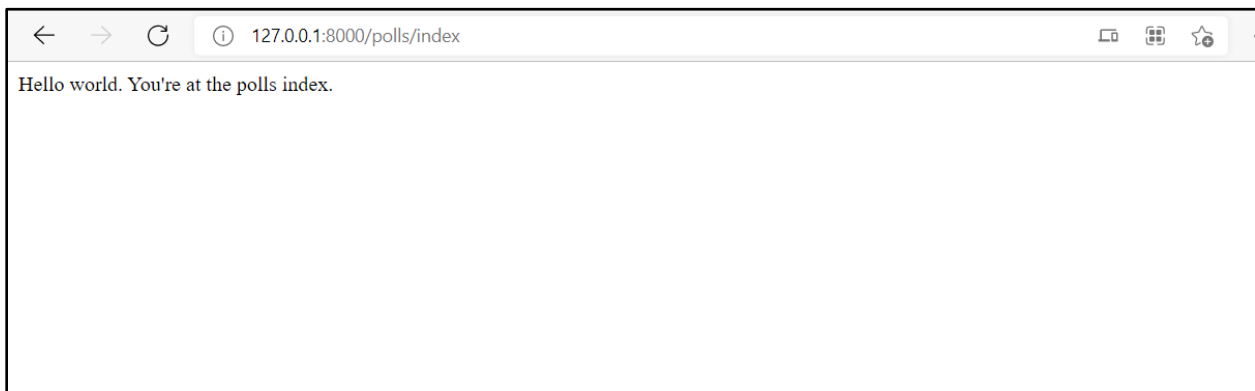 127.0.0.1:8000/polls/index
Hello world. You're at the polls index.